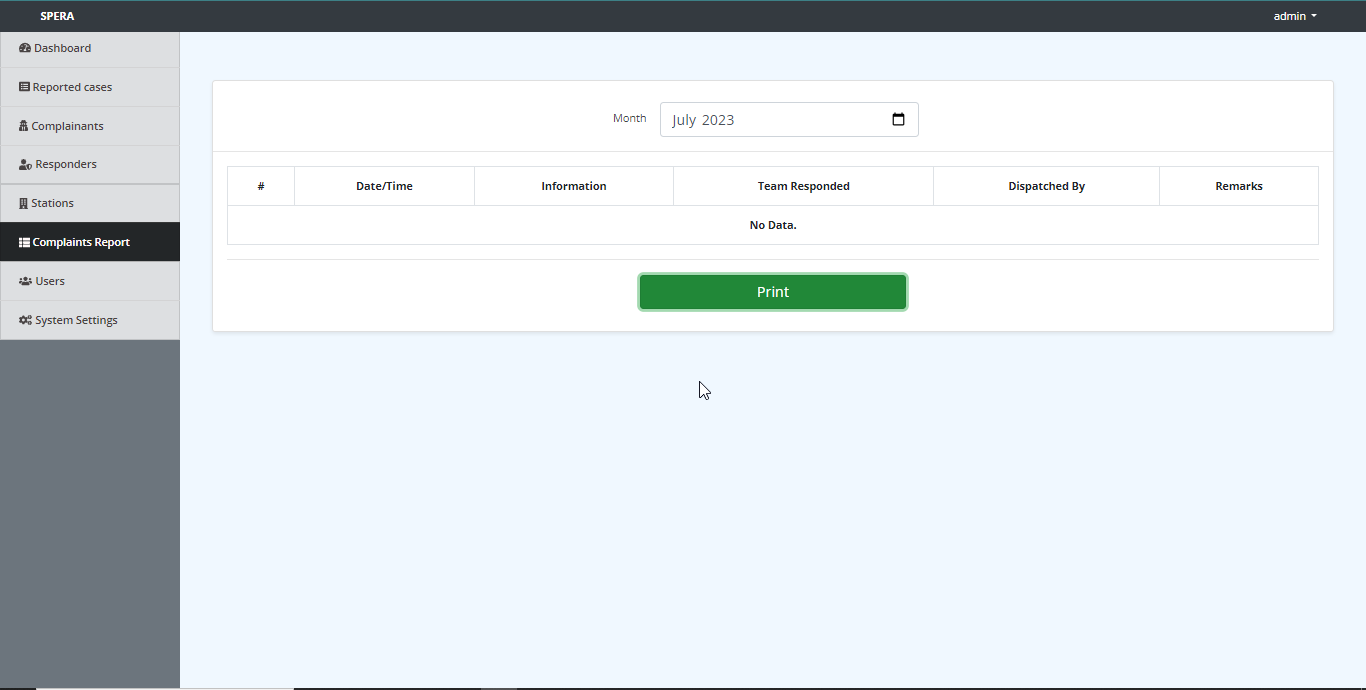 SPERA
admin
Dashboard
Reported cases
Complainants
Responders
Stations
Complaints Report
Users
System Settings
Month July 2023
# Date/Time Information Team Responded Dispatched By Remarks
No Data.
Print